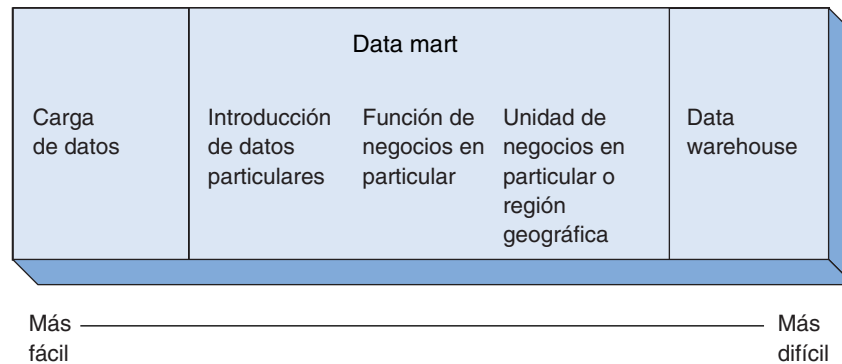 Data mart
Carga
de datos
Introducción
de datos
particulares
Función de
negocios en
particular
Unidad de
negocios en
particular o
región
geográfica
Data
warehouse
Más
fácil
Más
difícil